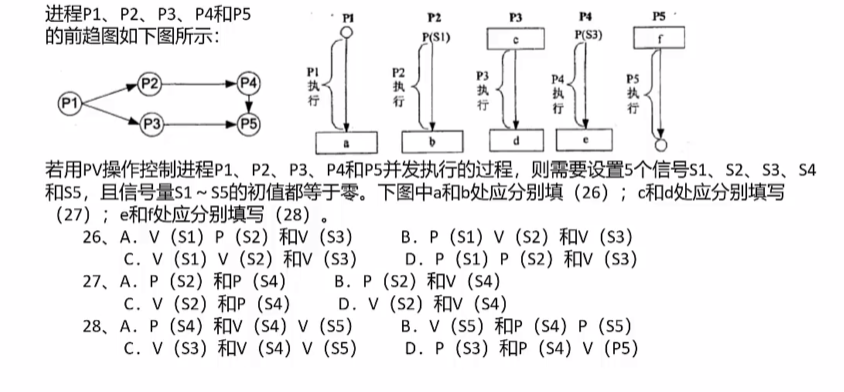 进程P1、P2、P3、P4和P5
的前趋图如下图所示：
P1
P2
P4
P3
P5
P1
P2
P3
P4
P5
P(S1)
c
P(S3)
f
P1执行
P2执行
P3执行
P4执行
P5执行
a
b
d
e
若用PV操作控制进程P1、P2、P3、P4和P5并发执行的过程，则需要设置5个信号S1、S2、S3、S4
和S5，且信号量S1～S5的初值都等于零。下图中a和b处应分别填（26）；c和d处应分别填写
（27）；e和f处应分别填写（28）。
26、A．V（S1）P（S2）和V（S3） B．P（S1）V（S2）和V（S3）
C．V（S1）V（S2）和V（S3） D．P（S1）P（S2）和V（S3）
27、A．P（S2）和P（S4） B．P（S2）和V（S4）
C．V（S2）和P（S4） D．V（S2）和V（S4）
28、A．P（S4）和V（S4）V（S5） B．V（S5）和P（S4）P（S5）
C．V（S3）和V（S4）V（S5） D．P（S3）和P（S4）V（P5）